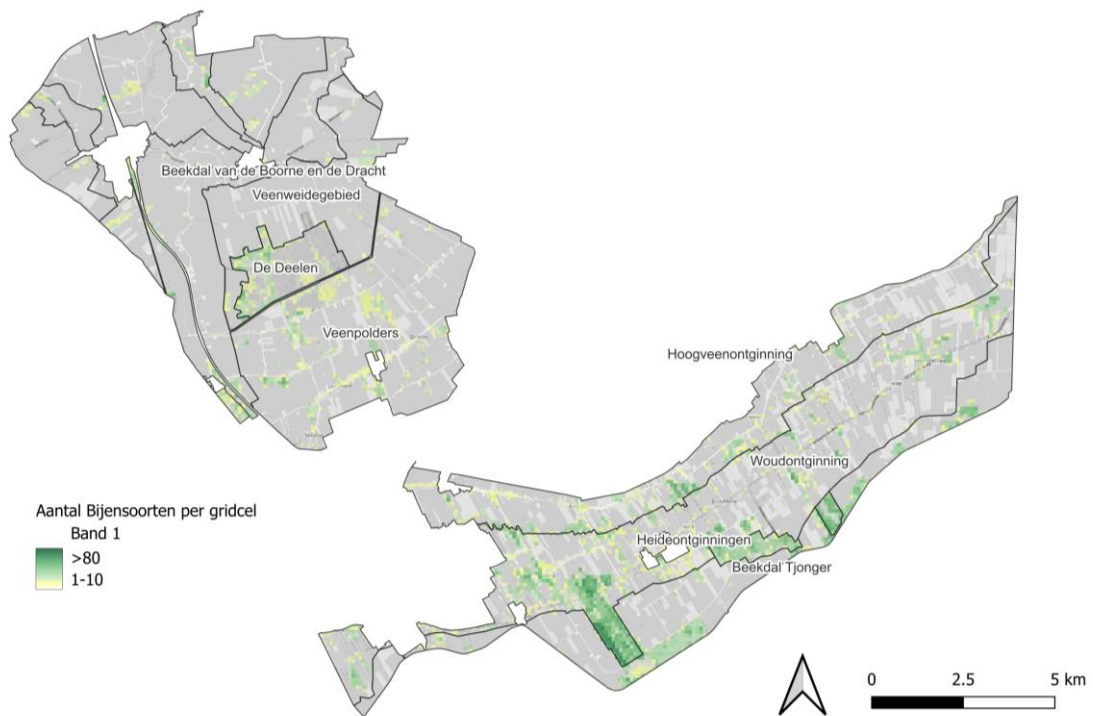 Beekdal van de Boorne en de Dracht
Veenweidegebied
De Deelen
Veenpolders
Hoogveenontginning
Woudontginning
Heideontginningen
Beekdal Tjonger
Aantal Bijensoorten per gridcel
Band 1
>80
1-10
0 2.5 5 km